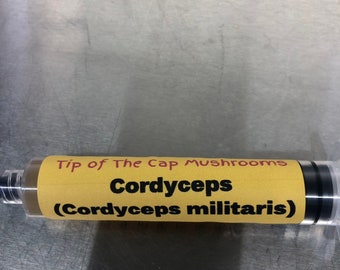 Tip of The Cap Mushrooms
Cordyceps
(Cordyceps militaris)